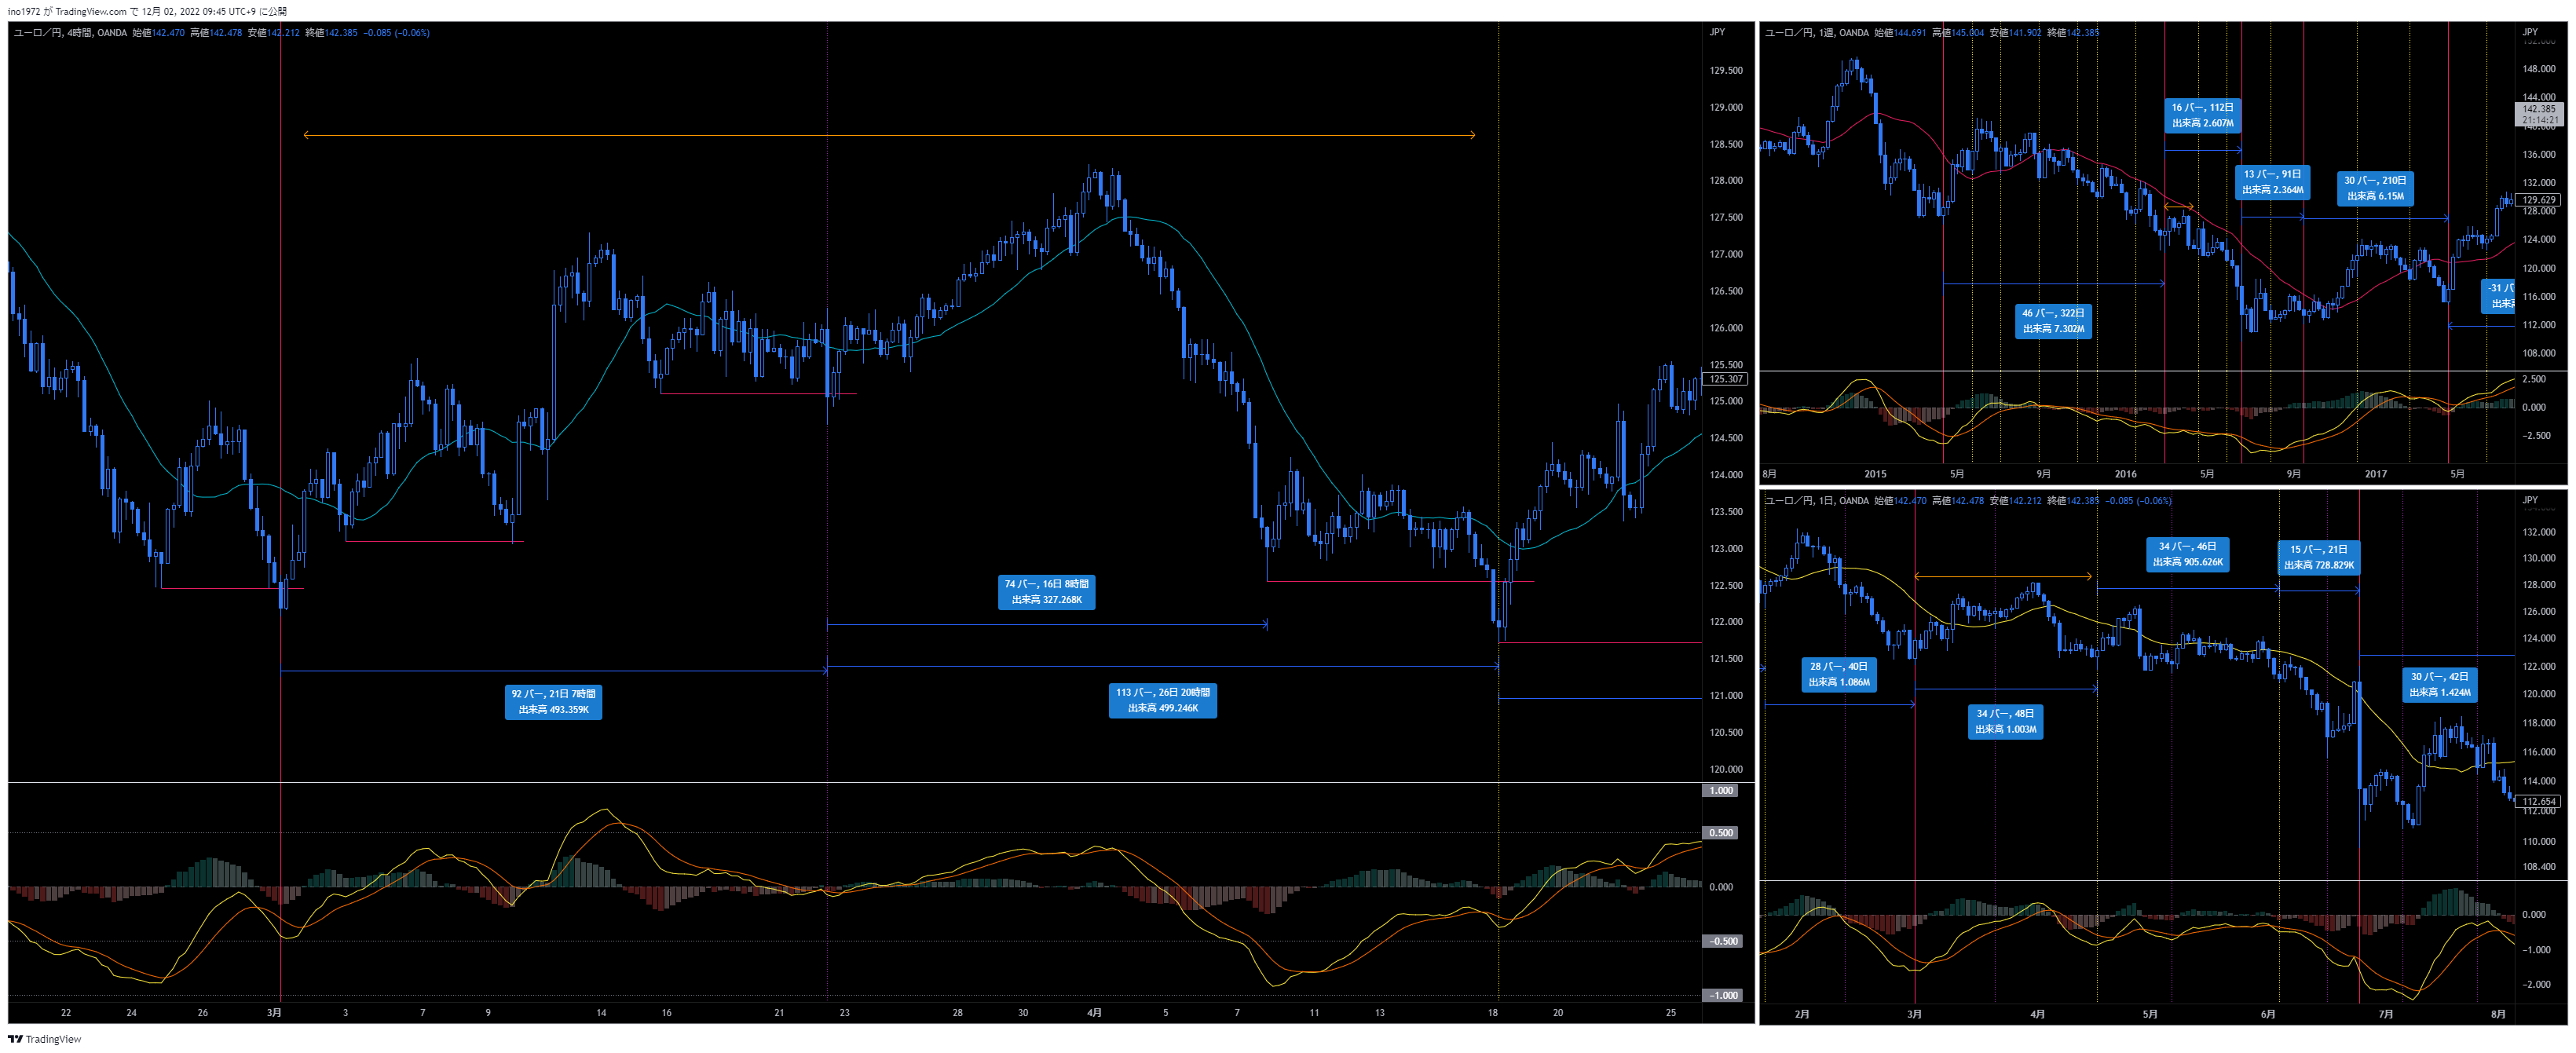 ino1972 が TradingView.com で 12月 02, 2022 09:45 UTC+9 に公開
ユーロ／円, 4時間, OANDA 始値142.470 高値142.478 安値142.212 終値142.385 −0.085 (−0.06%)
JPY
129.500
129.000
128.500
128.000
127.500
127.000
126.500
126.000
125.500
125.307
125.000
124.500
124.000
123.500
123.000
122.500
122.000
121.500
121.000
120.500
120.000
74 バー, 16日 8時間
出来高 327.268K
92 バー, 21日 7時間
出来高 493.359K
113 バー, 26日 20時間
出来高 499.246K
1.000
0.500
0.000
−0.500
−1.000
22 24 26 3月 3 7 9 14 16 21 23 28 30 4月 5 7 11 13 18 20 25
ユーロ／円, 1週, OANDA 始値144.691 高値145.004 安値141.902 終値142.385
JPY
148.000
144.000
142.385
21:14:21
140.000
136.000
132.000
129.629
128.000
124.000
120.000
116.000
112.000
108.000
16 バー, 112日
出来高 2.607M
13 バー, 91日
出来高 2.364M
30 バー, 210日
出来高 6.15M
46 バー, 322日
出来高 7.302M
-31 バ
出来
2.500
0.000
−2.500
8月 2015 5月 9月 2016 5月 9月 2017 5月
ユーロ／円, 1日, OANDA 始値142.470 高値142.478 安値142.212 終値142.385 −0.085 (−0.06%)
JPY
132.000
130.000
128.000
126.000
124.000
122.000
120.000
118.000
116.000
114.000
112.654
112.000
110.000
108.400
34 バー, 46日
出来高 905.626K
15 バー, 21日
出来高 728.829K
28 バー, 40日
出来高 1.086M
34 バー, 48日
出来高 1.003M
30 バー, 42日
出来高 1.424M
0.000
−1.000
−2.000
2月 3月 4月 5月 6月 7月 8月
TradingView